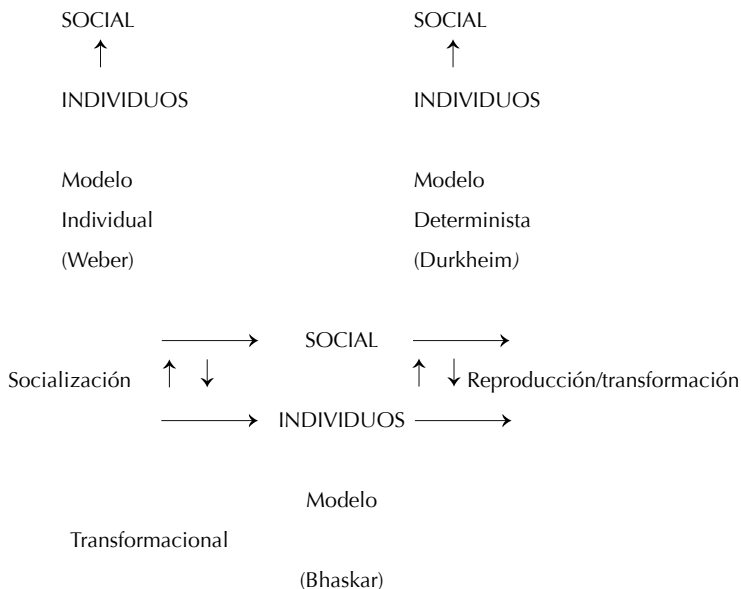 SOCIAL SOCIAL
↑ ↑
INDIVIDUOS INDIVIDUOS
Modelo Modelo
Individual Determinista
(Weber) (Durkheim)
→ SOCIAL →
Socialización ↑ ↓ ↑ ↓ Reproducción/transformación
→ INDIVIDUOS →
Modelo
Transformacional
(Bhaskar)